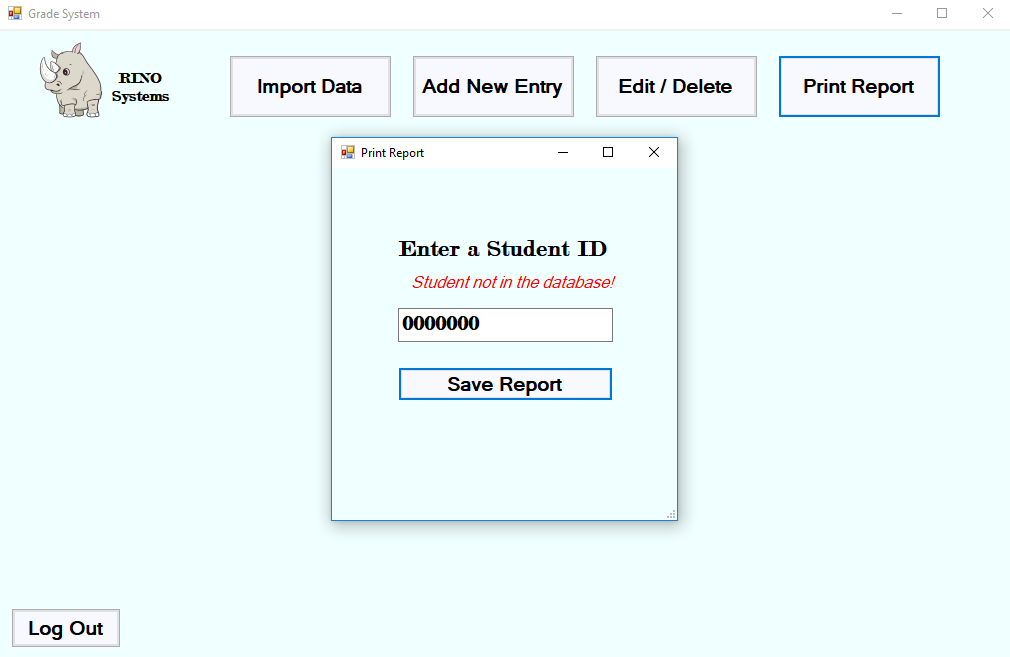 Grade System
RINO
Systems
Import Data
Add New Entry
Edit / Delete
Print Report
Print Report
Enter a Student ID
Student not in the database!
0000000
Save Report
Log Out